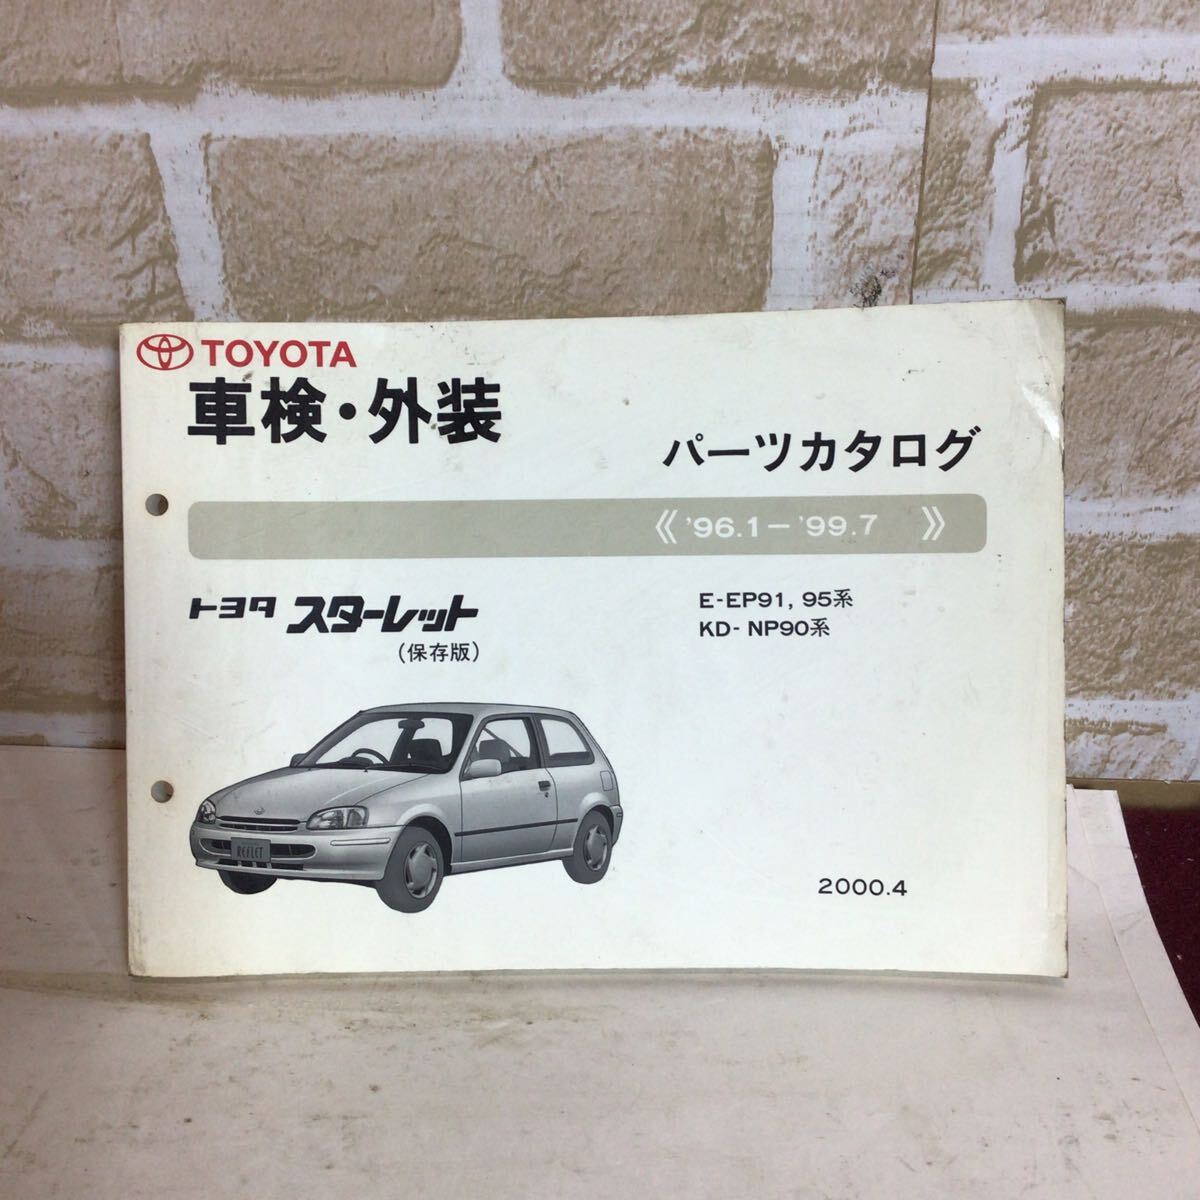 TOYOTA
車検・外装
パーツカタログ
《 '96.1－'99.7 》
トヨタ スターレット
(保存版)
E-EP91, 95系
KD- NP90系
REFLET
2000.4